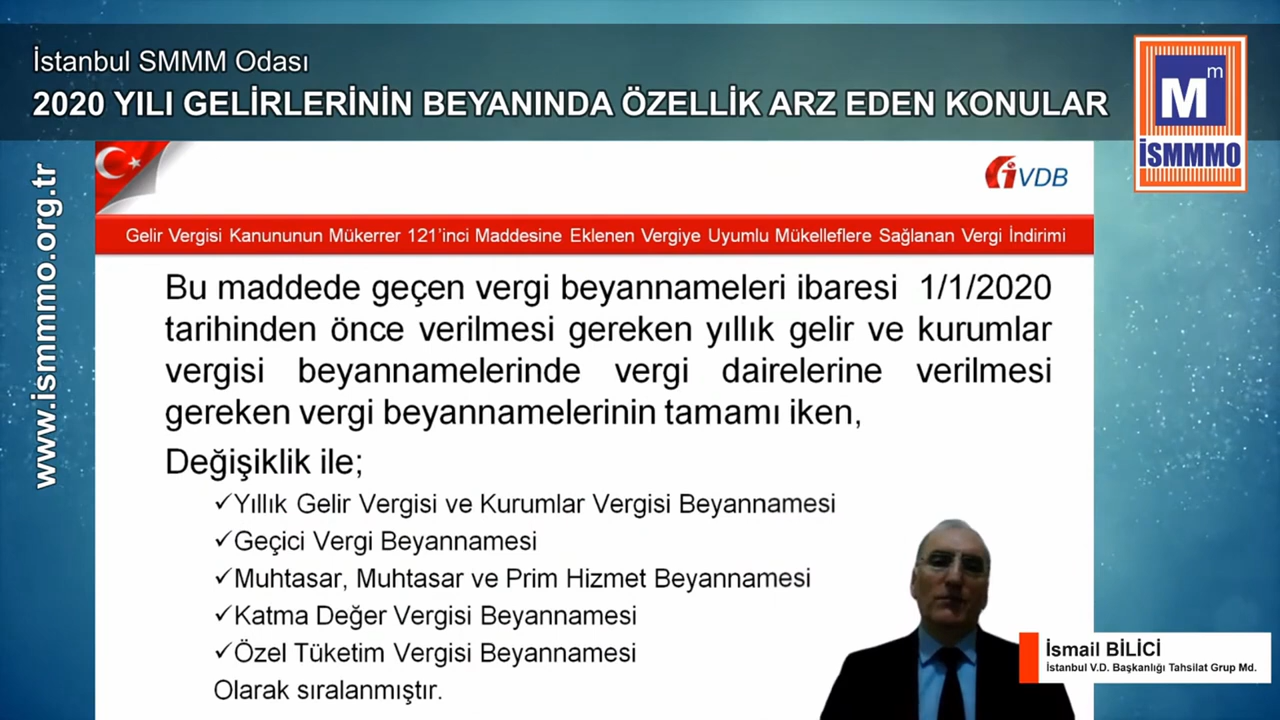 İstanbul SMMM Odası
2020 YILI GELİRLERİNİN BEYANINDA ÖZELLİK ARZ EDEN KONULAR
Mm
İSMMMO
www.ismmmo.org.tr
iVDB
Gelir Vergisi Kanununun Mükerrer 121'inci Maddesine Eklenen Vergiye Uyumlu Mükelleflere Sağlanan Vergi İndirimi
Bu maddede geçen vergi beyannameleri ibaresi 1/1/2020
tarihinden önce verilmesi gereken yıllık gelir ve kurumlar
vergisi beyannamelerinde vergi dairelerine verilmesi
gereken vergi beyannamelerinin tamamı iken,
Değişiklik ile;
✓Yıllık Gelir Vergisi ve Kurumlar Vergisi Beyannamesi
✓Geçici Vergi Beyannamesi
✓Muhtasar, Muhtasar ve Prim Hizmet Beyannamesi
✓Katma Değer Vergisi Beyannamesi
✓Özel Tüketim Vergisi Beyannamesi
Olarak sıralanmıştır.
İsmail BİLİCİ
İstanbul V.D. Başkanlığı Tahsilat Grup Md.